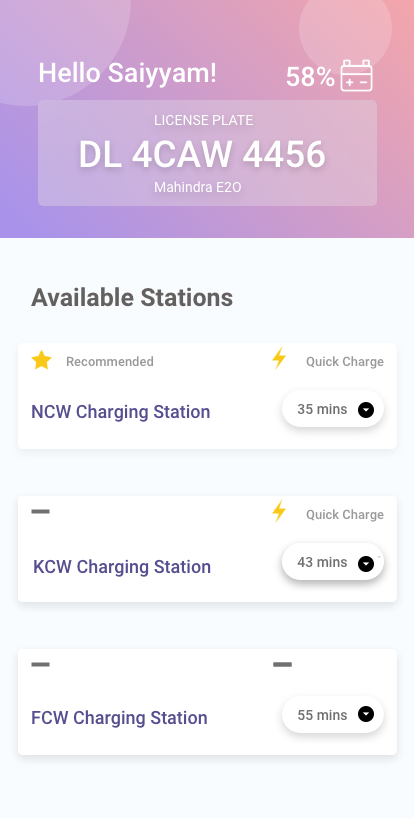 Hello Saiyyam!
58%
LICENSE PLATE
DL 4CAW 4456
Mahindra E2O
Available Stations
Recommended
Quick Charge
NCW Charging Station
35 mins
Quick Charge
KCW Charging Station
43 mins
FCW Charging Station
55 mins